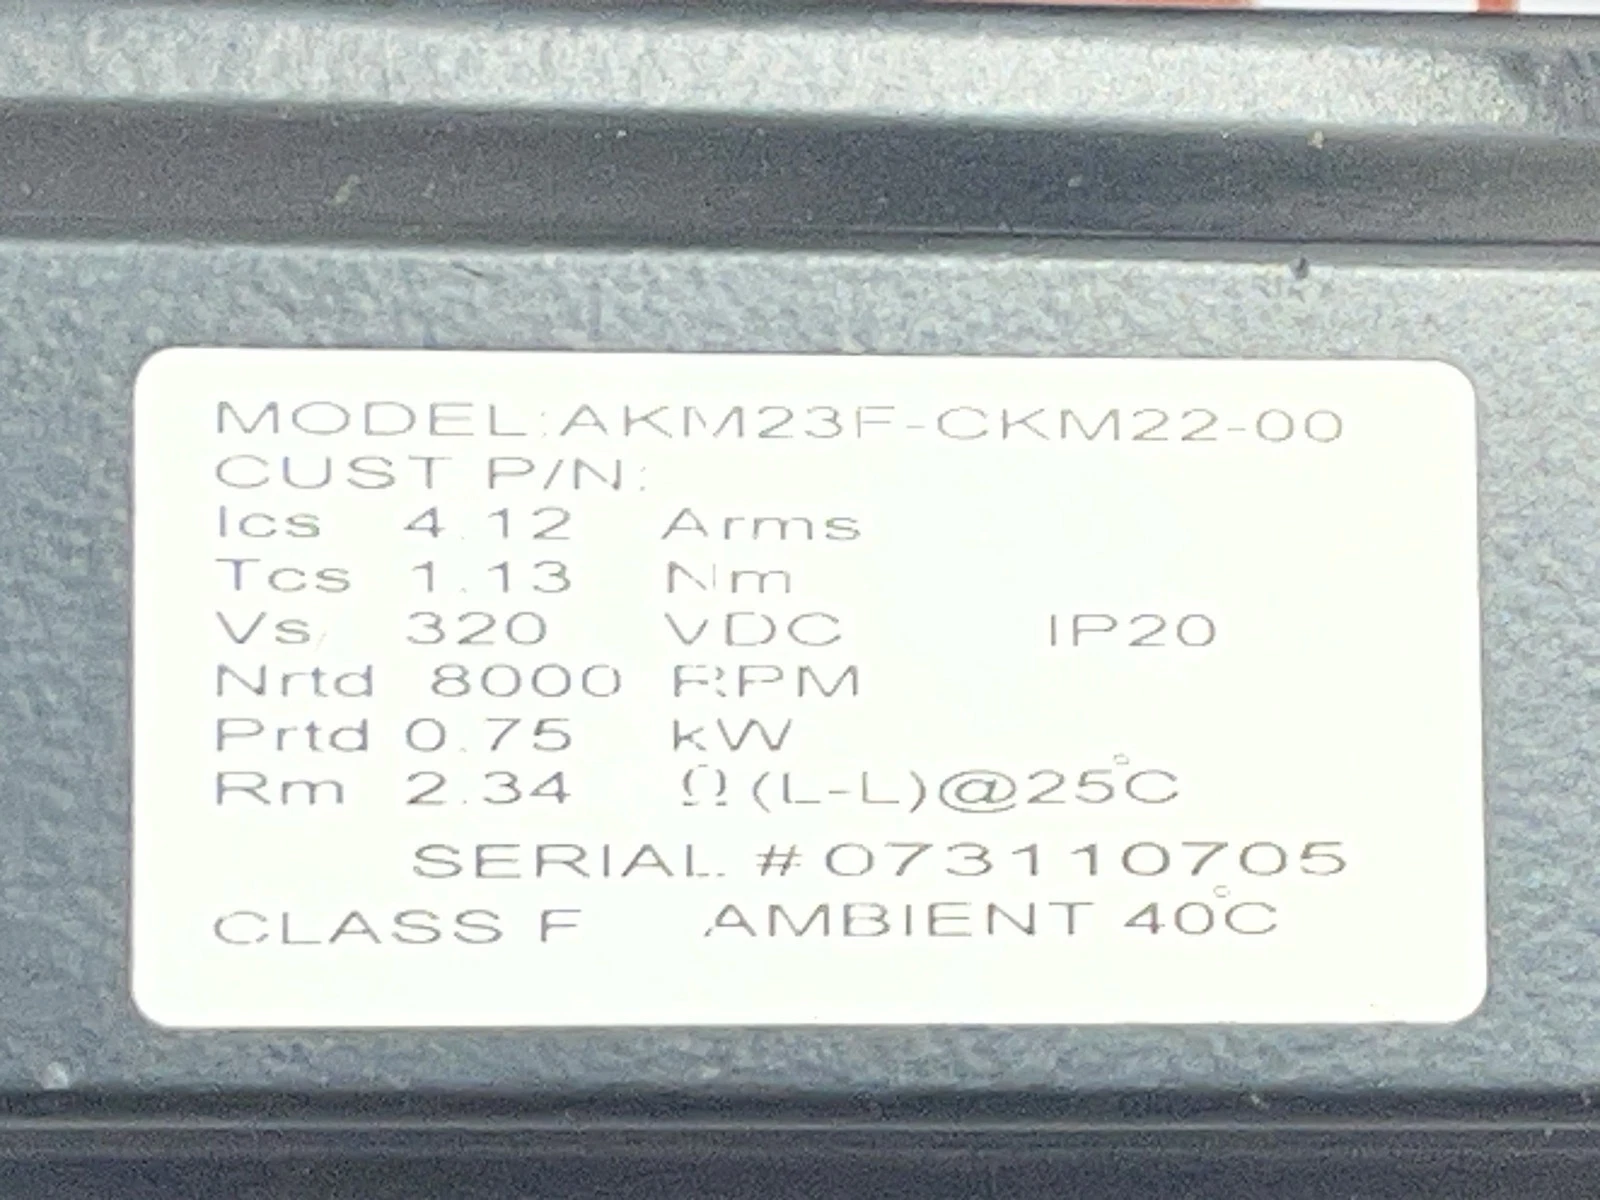 MODEL:AKM23F-CKM22-00
CUST P/N:
Ics 4.12 Arms
Tcs 1.13 Nm
Vs 320 VDC IP20
Nrtd 8000 RPM
Prtd 0.75 kW
Rm 2.34 Ω(L-L)@25°C
SERIAL # 073110705
CLASS F AMBIENT 40°C